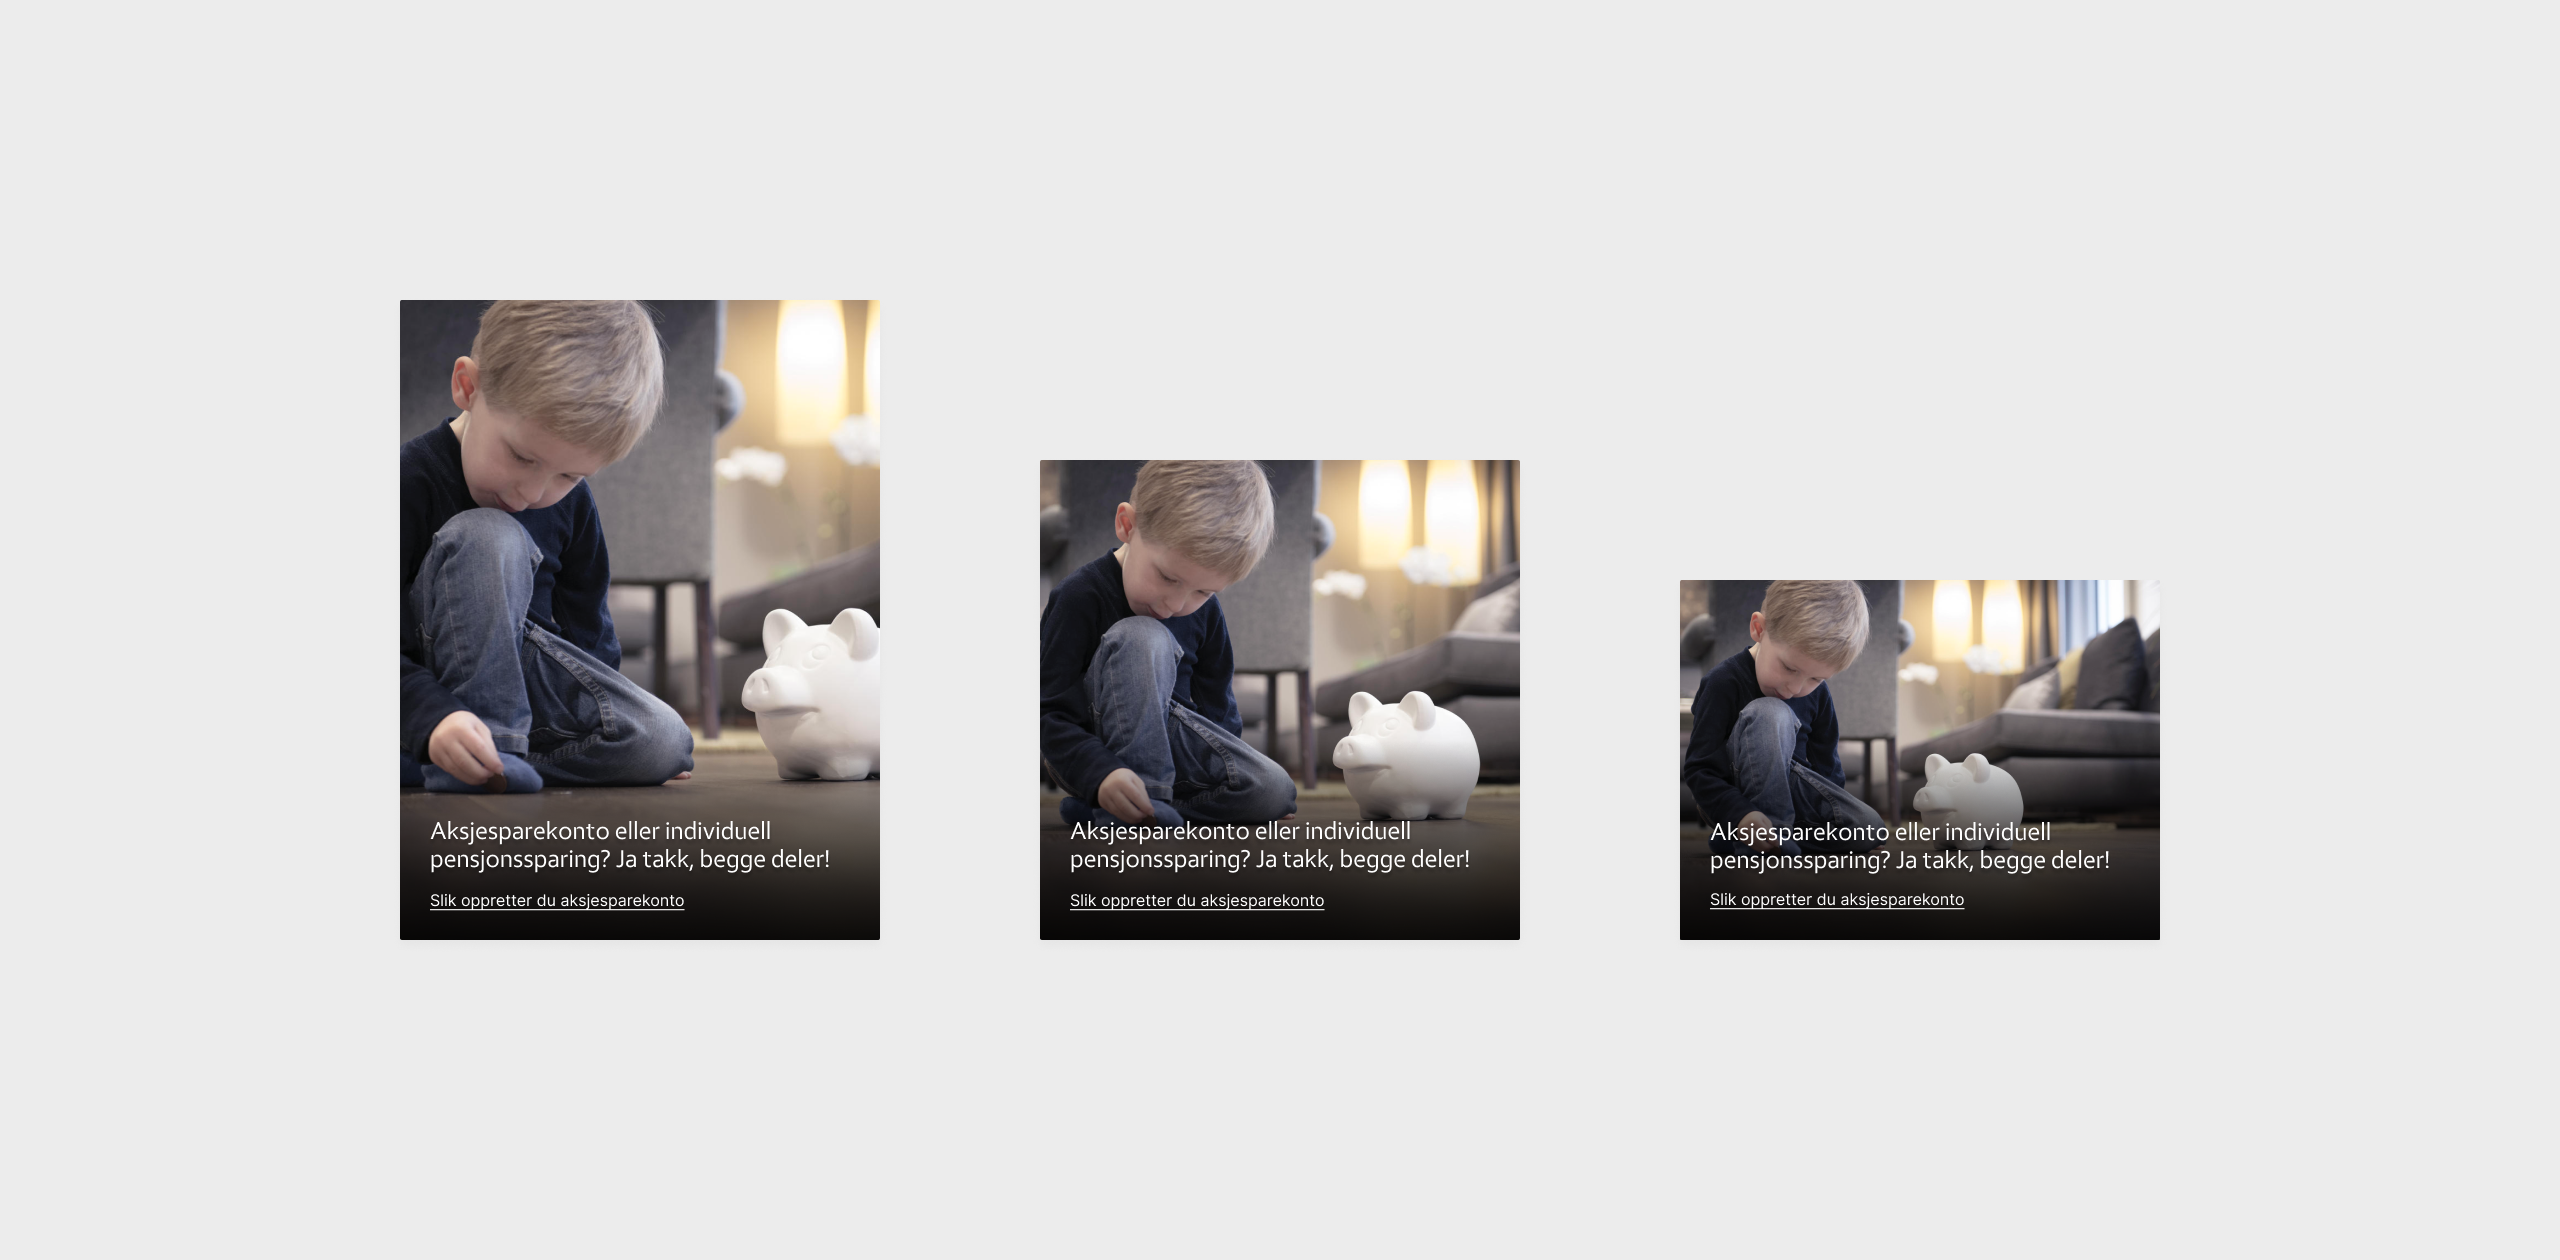 Aksjesparekonto eller individuell
pensjonssparing? Ja takk, begge deler!
Slik oppretter du aksjesparekonto
Aksjesparekonto eller individuell
pensjonssparing? Ja takk, begge deler!
Slik oppretter du aksjesparekonto
Aksjesparekonto eller individuell
pensjonssparing? Ja takk, begge deler!
Slik oppretter du aksjesparekonto